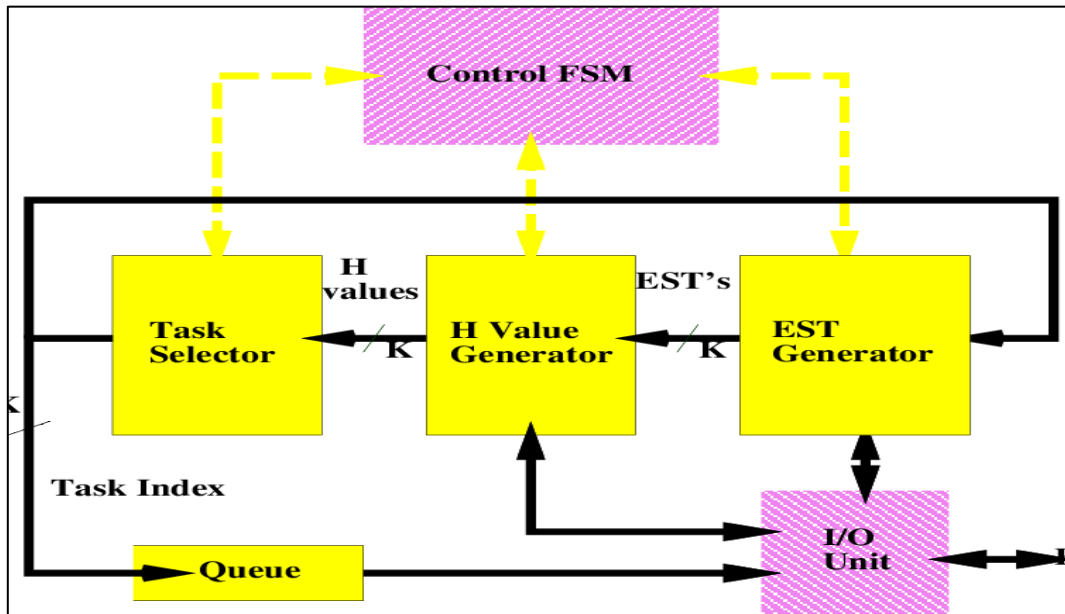 Control FSM
H
values
EST's
Task
Selector
H Value
Generator
EST
Generator
K
K
K
Task Index
Queue
I/O
Unit